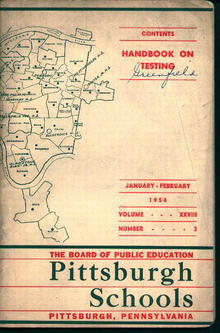 CONTENTS
HANDBOOK ON
TESTING
Greenfield
JANUARY - FEBRUARY
1954
VOLUME . . . . XXVIII
NUMBER . . . . 3
THE BOARD OF PUBLIC EDUCATION
Pittsburgh
Schools
PITTSBURGH, PENNSYLVANIA